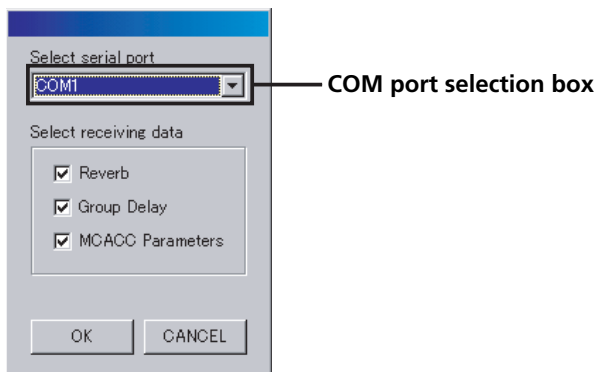 Select serial port
COM1
COM port selection box
Select receiving data
Reverb
Group Delay
MCACC Parameters
OK
CANCEL